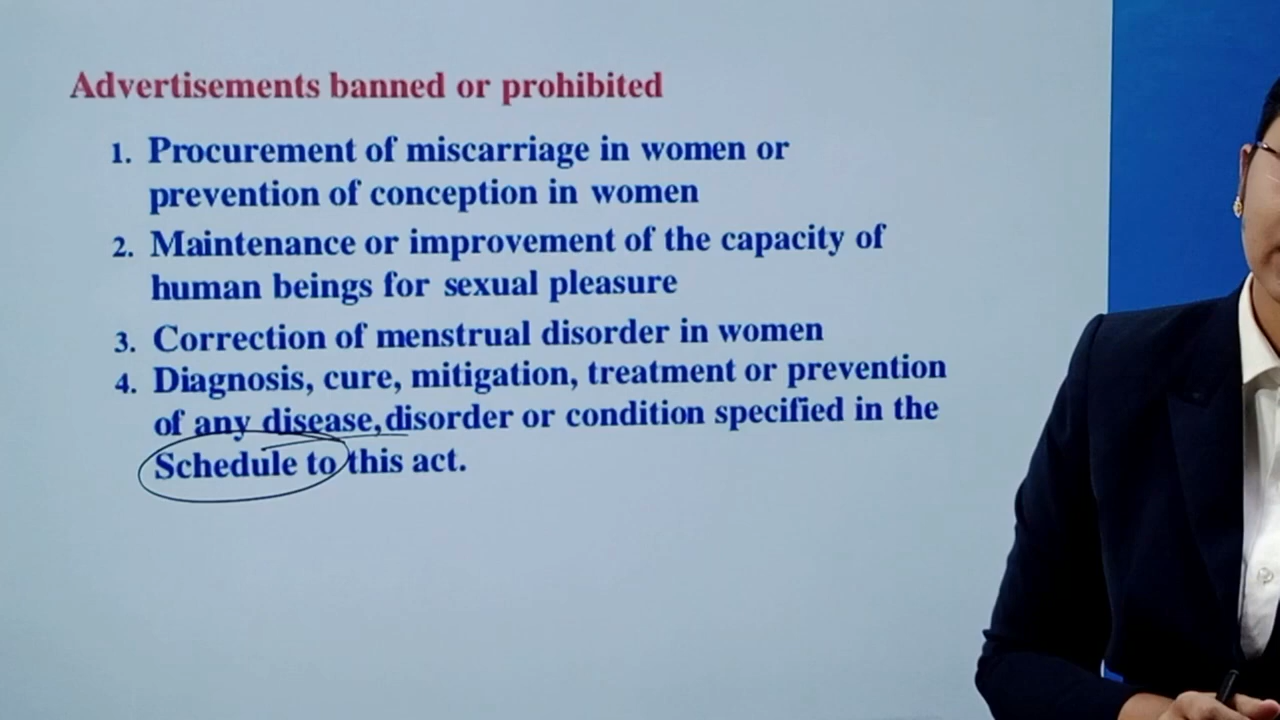 Advertisements banned or prohibited
1. Procurement of miscarriage in women or
prevention of conception in women
2. Maintenance or improvement of the capacity of
human beings for sexual pleasure
3. Correction of menstrual disorder in women
4. Diagnosis, cure, mitigation, treatment or prevention
of any disease, disorder or condition specified in the
Schedule to this act.